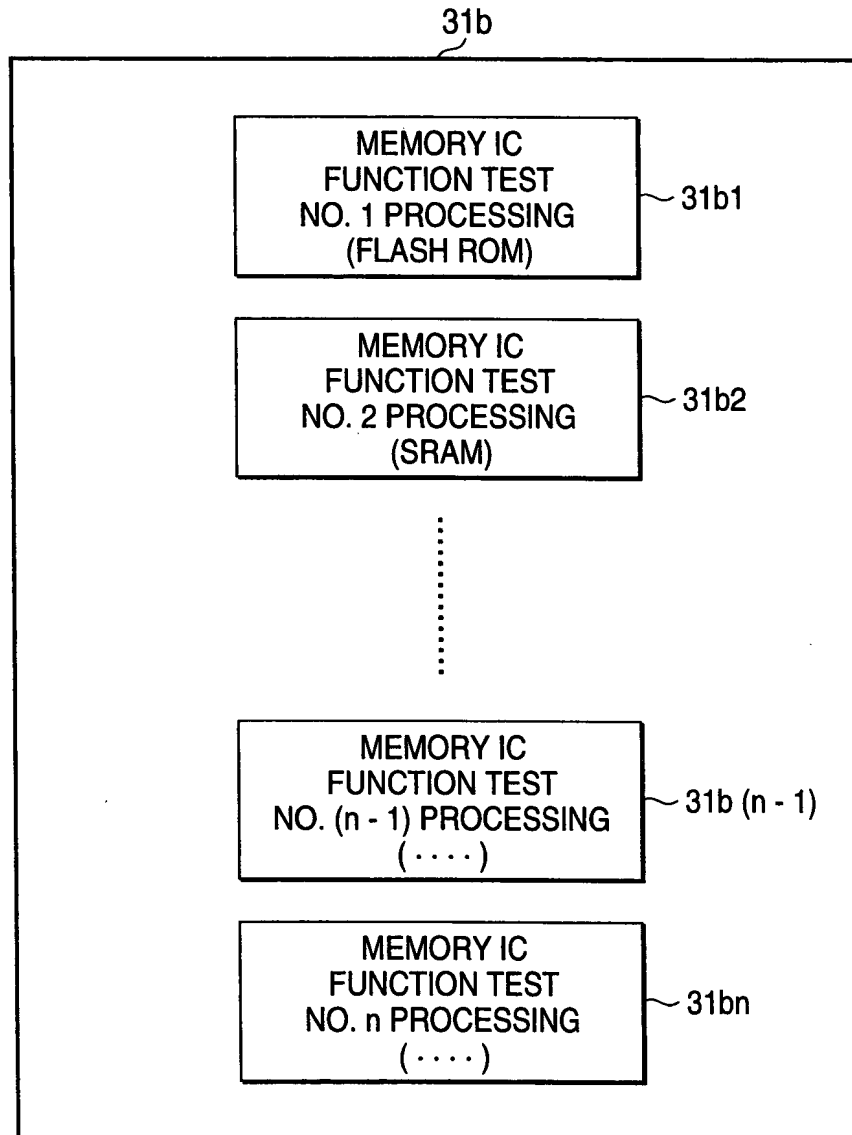 31b
MEMORY IC
FUNCTION TEST
NO. 1 PROCESSING
(FLASH ROM)
31b1
MEMORY IC
FUNCTION TEST
NO. 2 PROCESSING
(SRAM)
31b2
MEMORY IC
FUNCTION TEST
NO. (n - 1) PROCESSING
( · · · · )
31b (n - 1)
MEMORY IC
FUNCTION TEST
NO. n PROCESSING
( · · · · )
31bn